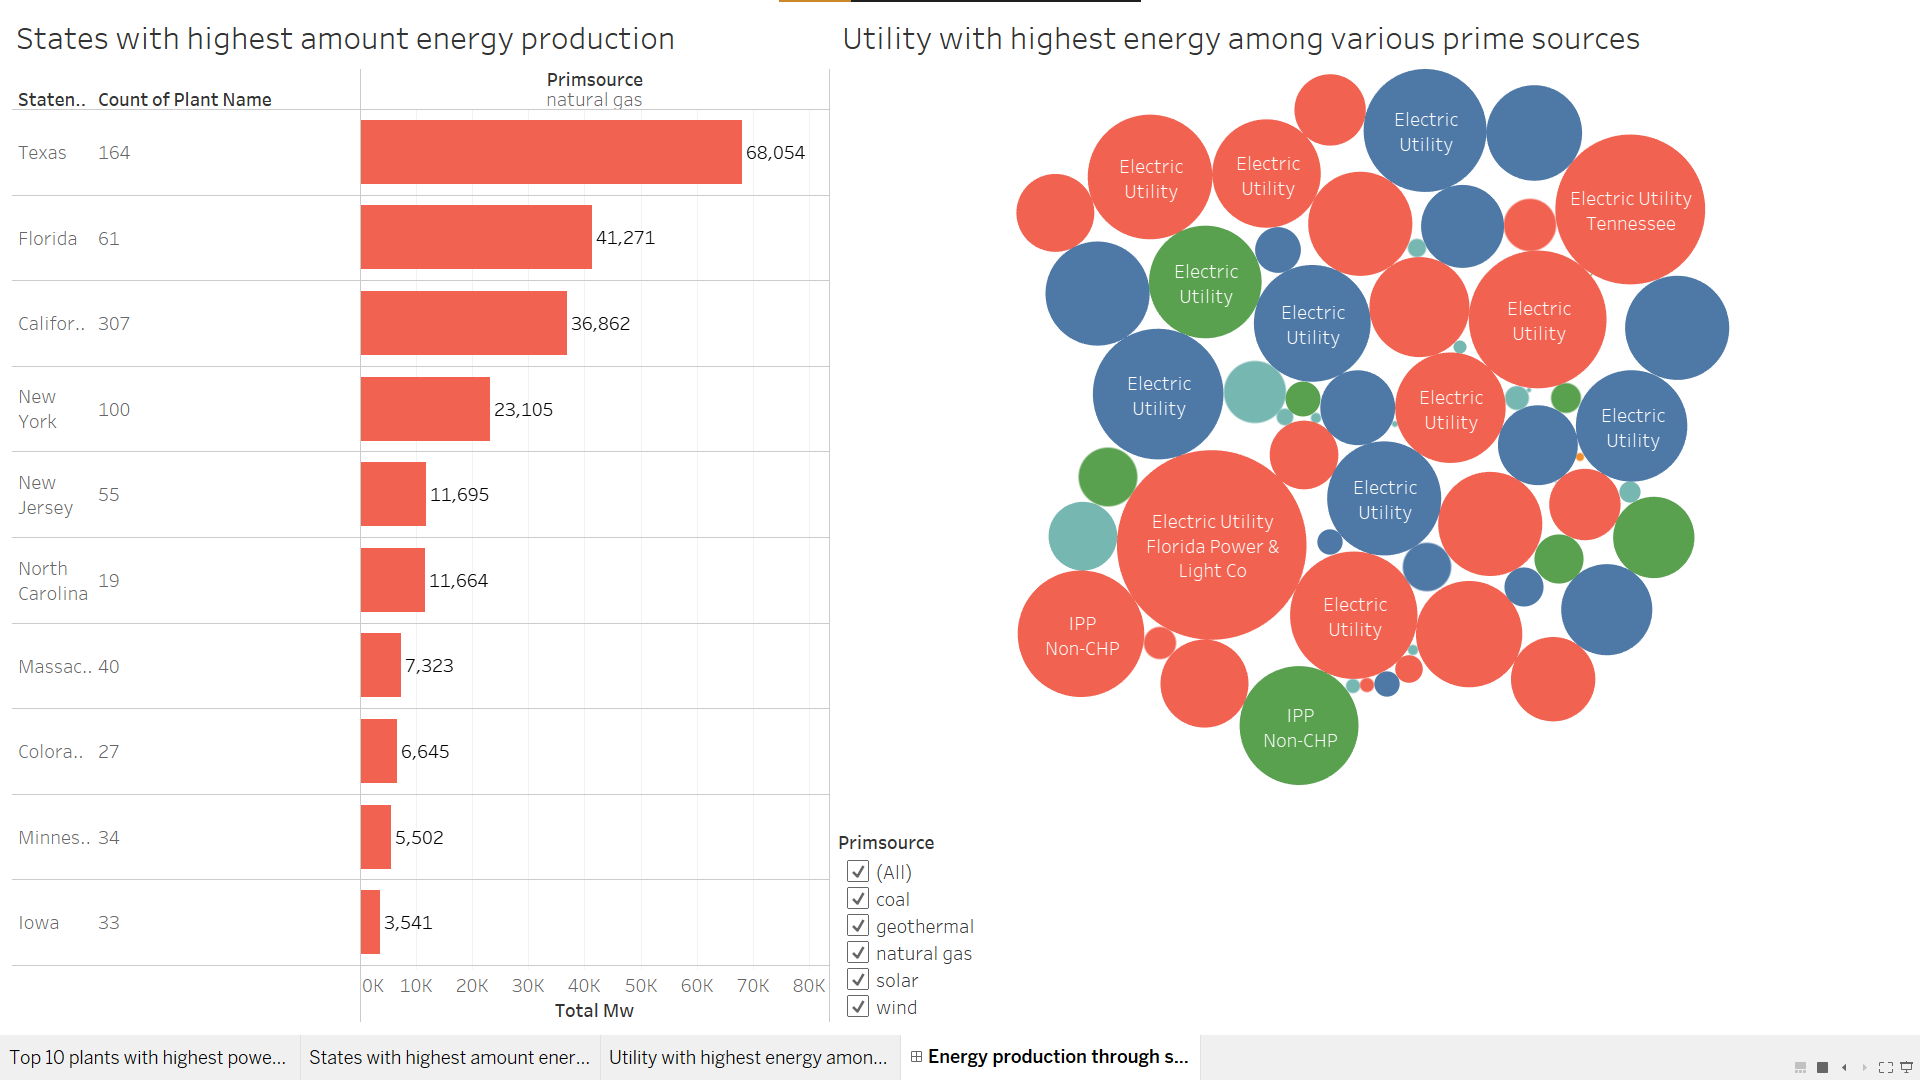 States with highest amount energy production
Primsource
Staten.. Count of Plant Name
natural gas
Texas 164 68,054
Florida 61 41,271
Califor.. 307 36,862
New
York
100 23,105
New
Jersey
55 11,695
North
Carolina
19 11,664
Massac.. 40 7,323
Colora.. 27 6,645
Minnes.. 34 5,502
Iowa 33 3,541
0K 10K 20K 30K 40K 50K 60K 70K 80K
Total Mw
Utility with highest energy among various prime sources
Electric
Utility
Electric
Utility
Electric
Utility
Electric Utility
Tennessee
Electric
Utility
Electric
Utility
Electric
Utility
Electric
Utility
Electric
Utility
Electric
Utility
Electric
Utility
Electric Utility
Florida Power &
Light Co
Electric
Utility
IPP
Non-CHP
IPP
Non-CHP
Primsource
(All)
coal
geothermal
natural gas
solar
wind
Top 10 plants with highest powe...
States with highest amount ener...
Utility with highest energy amon...
Energy production through s...